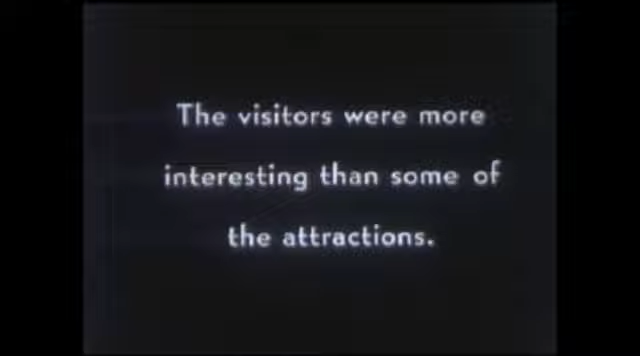 The visitors were more
interesting than some of
the attractions.